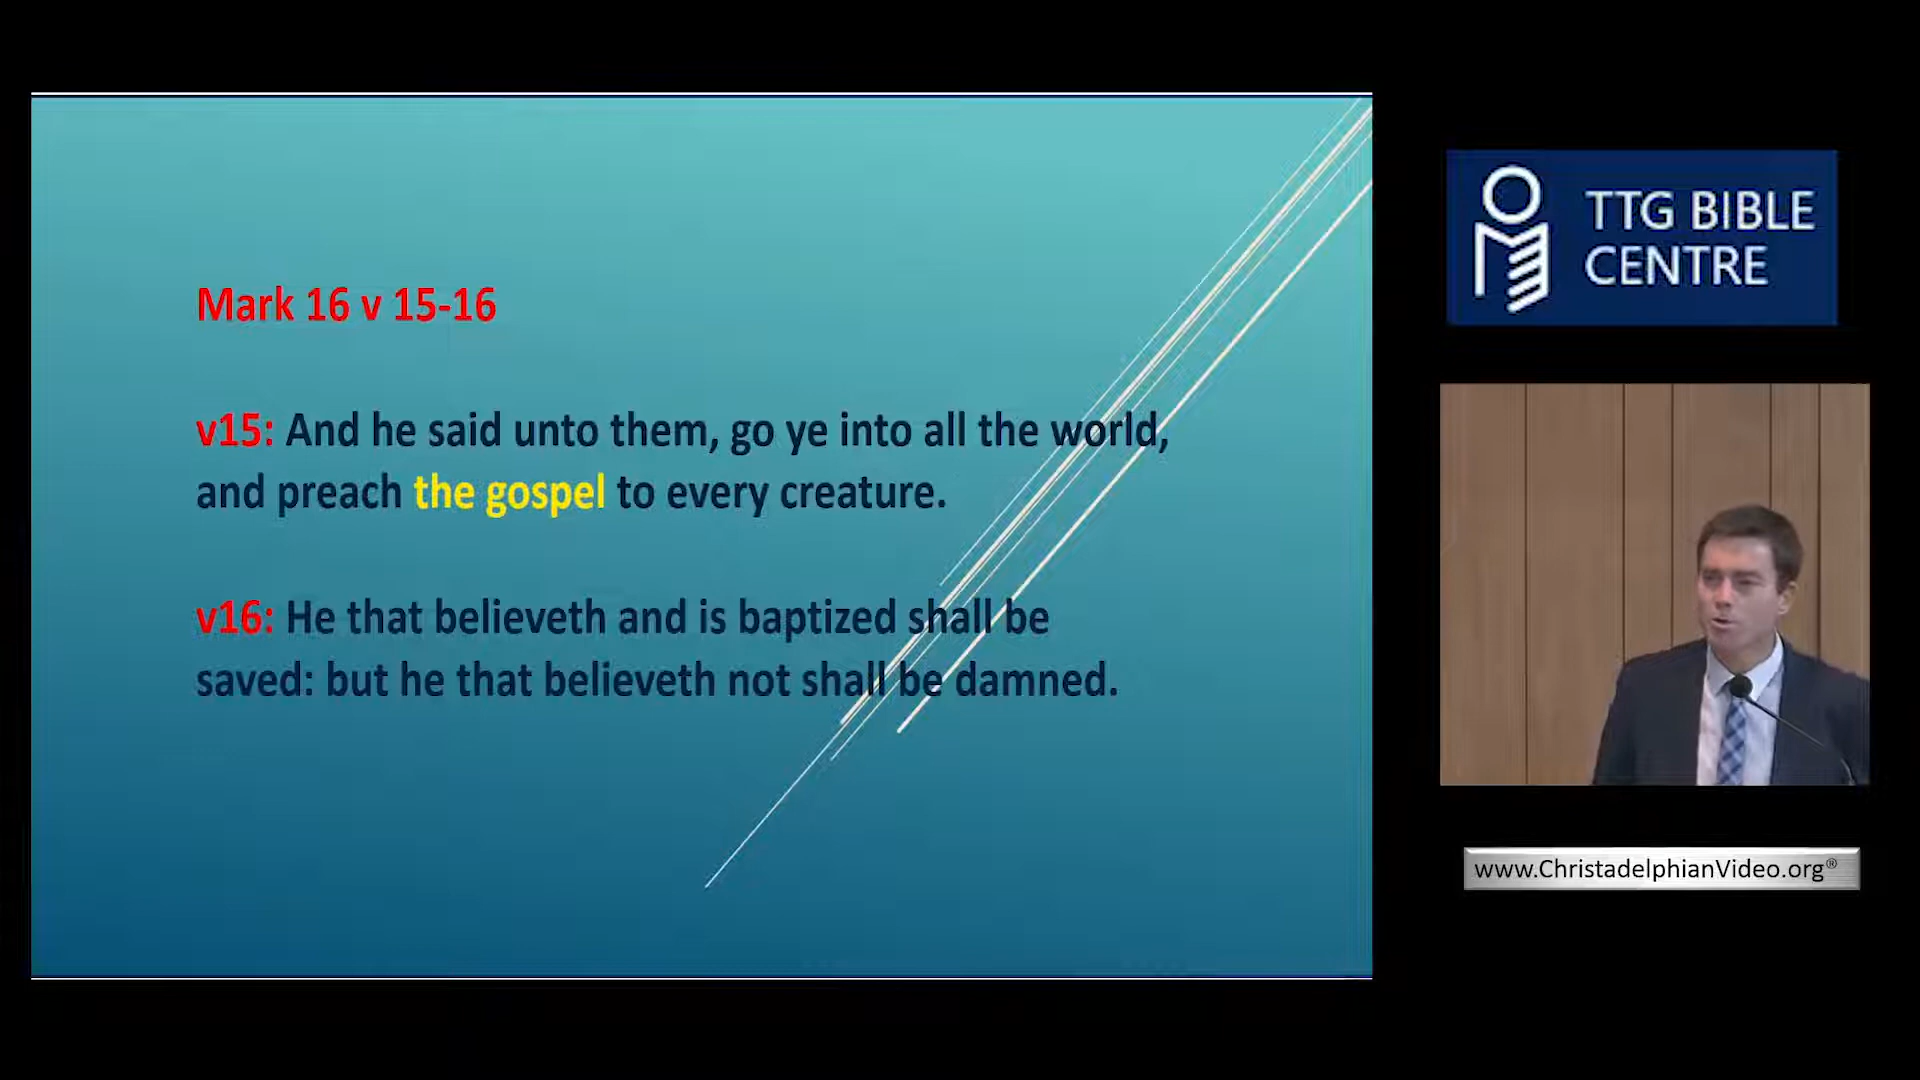 Mark 16 v 15-16
v15: And he said unto them, go ye into all the world,
and preach the gospel to every creature.
v16: He that believeth and is baptized shall be
saved: but he that believeth not shall be damned.
TTG BIBLE
CENTRE
www.ChristadelphianVideo.org®